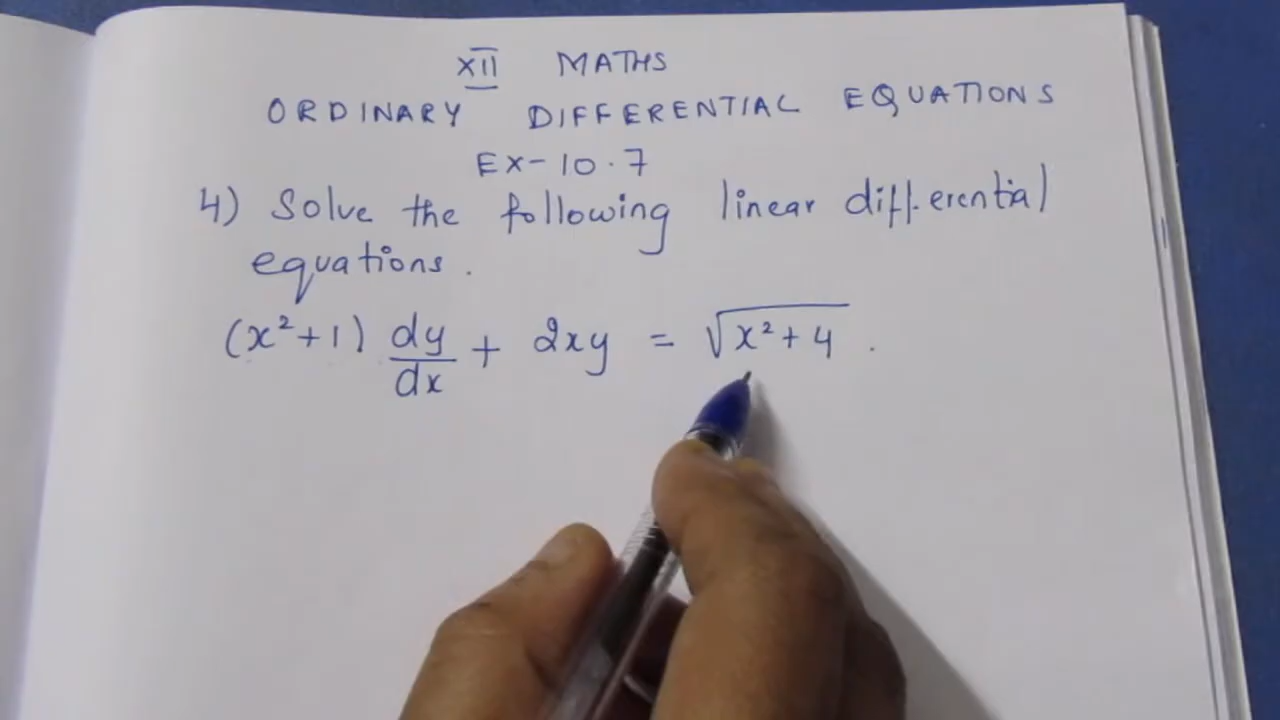 XII MATHS
ORDINARY DIFFERENTIAL EQUATIONS
EX-10.7
4) Solve the following linear differential
equations.
(x²+1) dy/dx + 2xy = √(x²+4) .